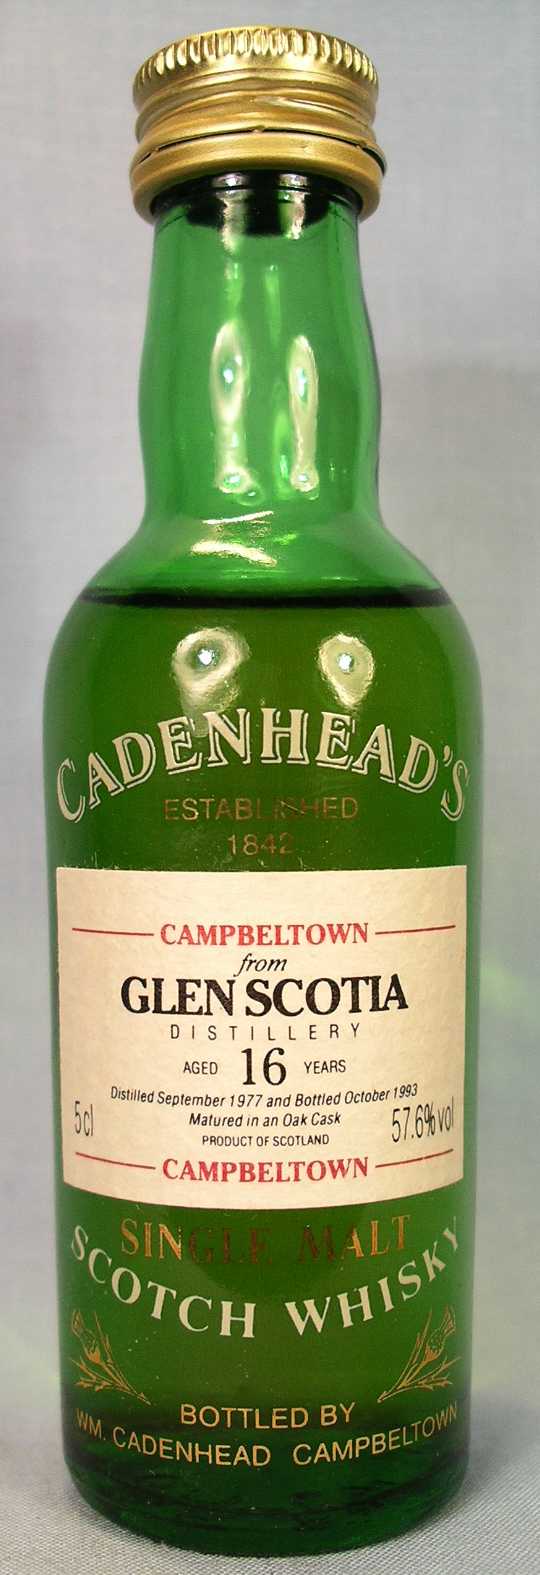 CADENHEAD'S
ESTABLISHED
1842
CAMPBELTOWN
from
GLEN SCOTIA
DISTILLERY
AGED 16 YEARS
Distilled September 1977 and Bottled October 1993
Matured in an Oak Cask
5cl 57.6%vol
PRODUCT OF SCOTLAND
CAMPBELTOWN
SINGLE MALT
SCOTCH WHISKY
BOTTLED BY
WM. CADENHEAD CAMPBELTOWN